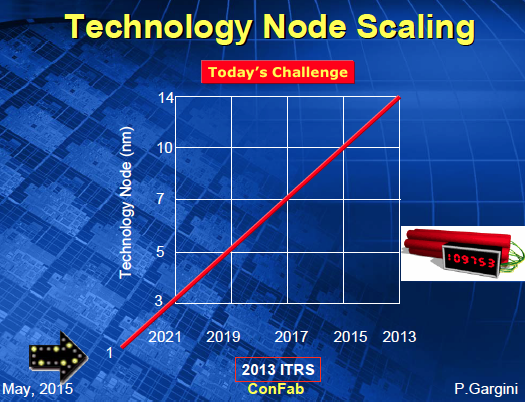 Technology Node Scaling
Today's Challenge
Technology Node (nm)
14
10
7
5
3
1
2021 2019 2017 2015 2013
109753
2013 ITRS
May, 2015 ConFab P.Gargini